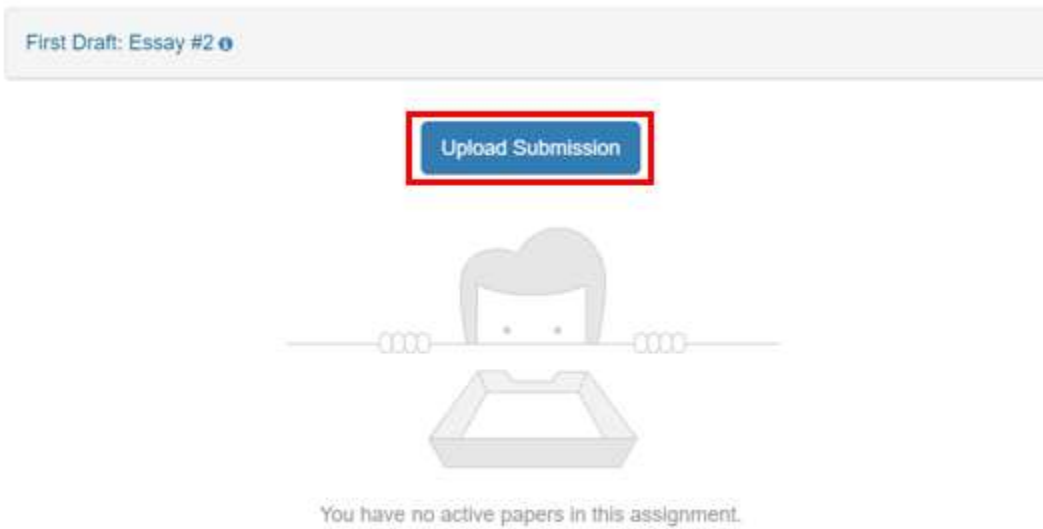 First Draft: Essay #2
Upload Submission
You have no active papers in this assignment.